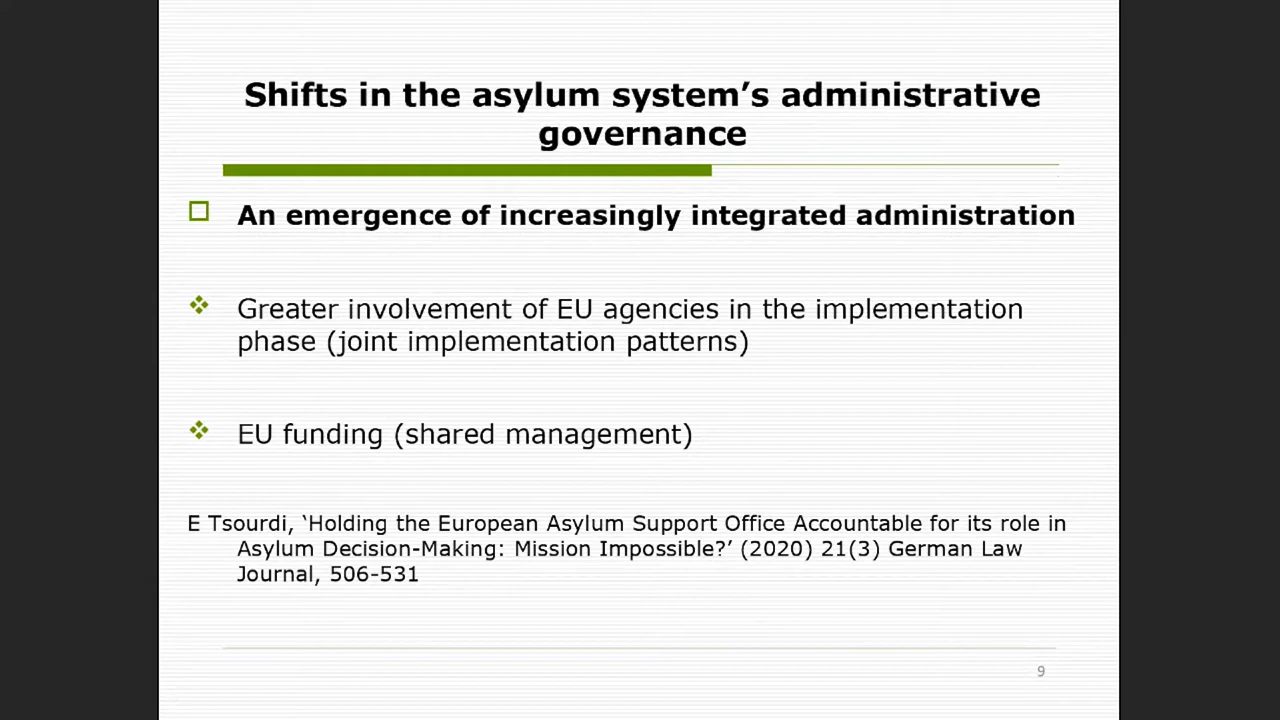 Shifts in the asylum system’s administrative
governance
An emergence of increasingly integrated administration
Greater involvement of EU agencies in the implementation
phase (joint implementation patterns)
EU funding (shared management)
E Tsourdi, ‘Holding the European Asylum Support Office Accountable for its role in
Asylum Decision-Making: Mission Impossible?’ (2020) 21(3) German Law
Journal, 506-531
9